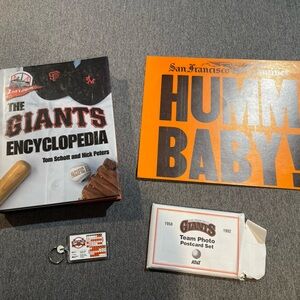 THE
GIANTS
ENCYCLOPEDIA
Tom Schott and Nick Peters
San Francisco Examiner
HUMM
BABY!
1958
1992
GIANTS
Team Photo
Postcard Set
AT&T